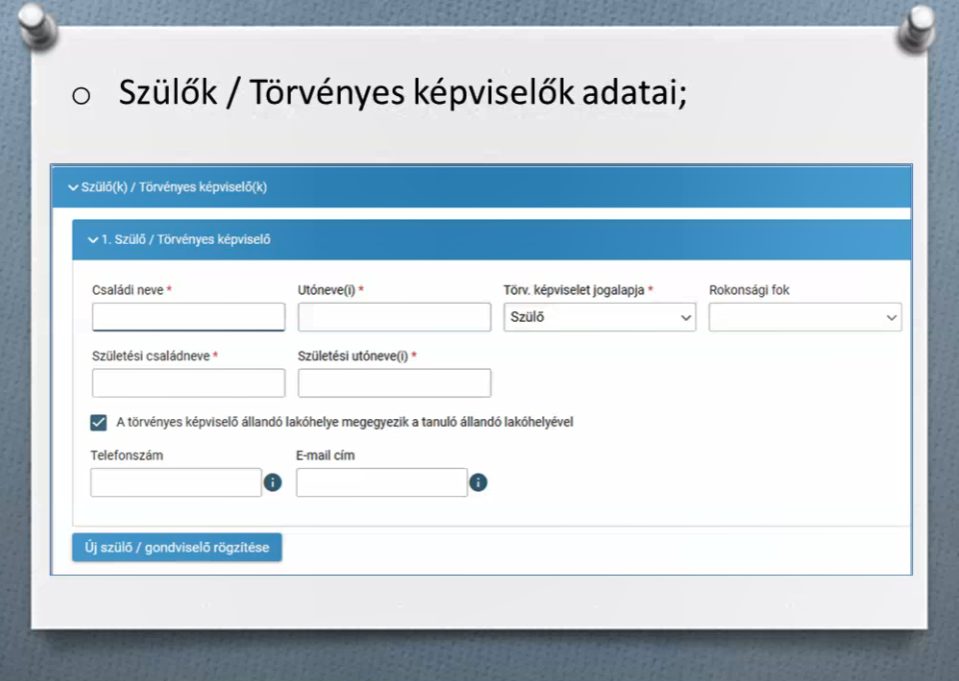 o Szülők / Törvényes képviselők adatai;
Szülő(k) / Törvényes képviselő(k)
1. Szülő / Törvényes képviselő
Családi neve * Utóneve(i) * Törv. képviselet jogalapja * Rokonsági fok
Szülő
Születési családneve * Születési utóneve(i) *
A törvényes képviselő állandó lakóhelye megegyezik a tanuló állandó lakóhelyével
Telefonszám E-mail cím
Új szülő / gondviselő rögzítése